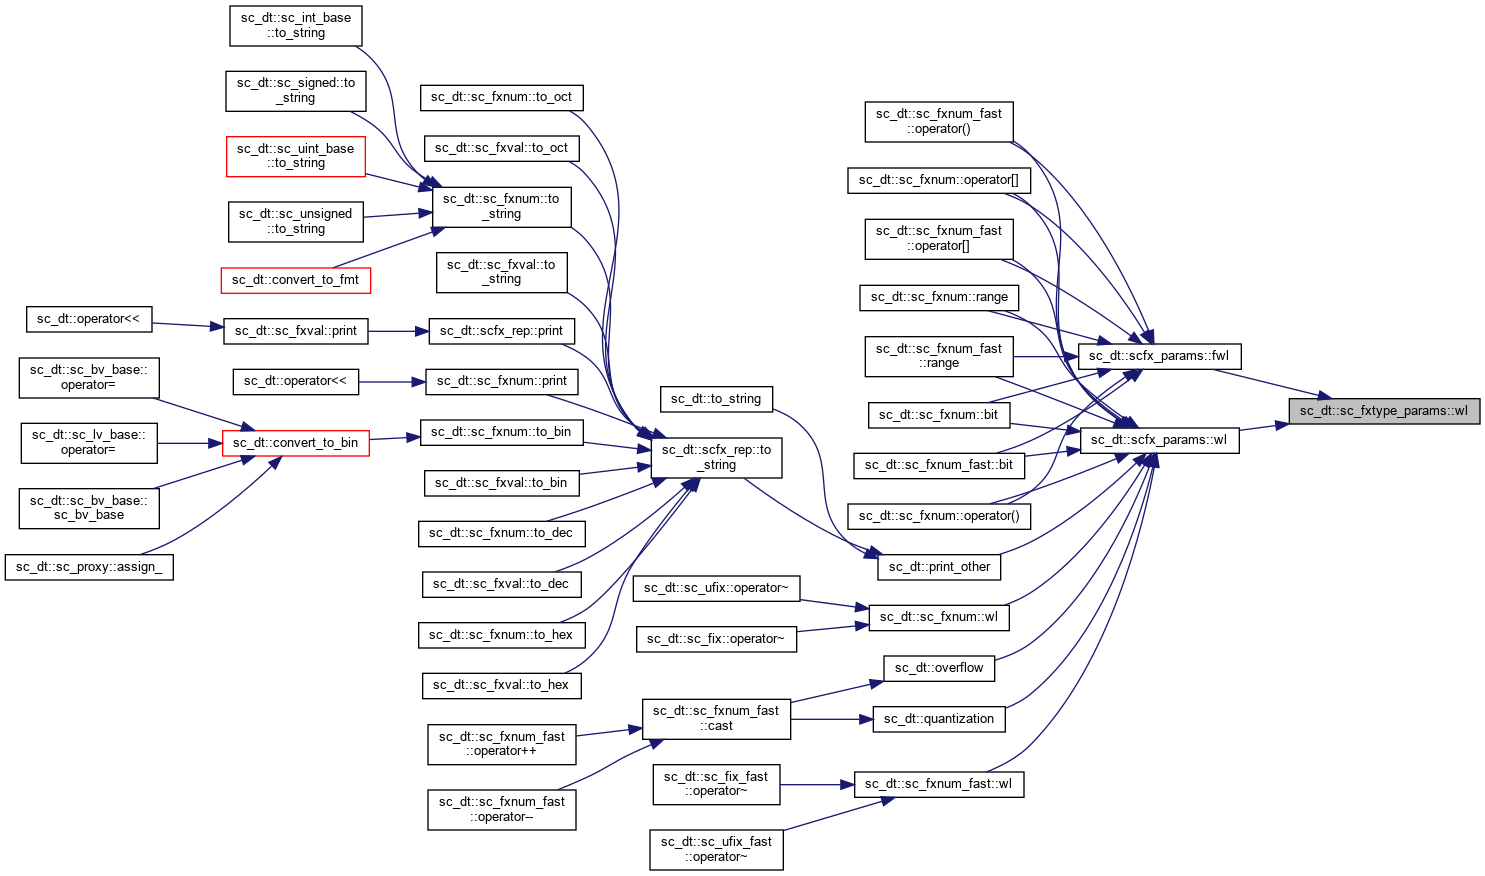 sc_dt::sc_int_base
::to_string
sc_dt::sc_signed::to
_string
sc_dt::sc_uint_base
::to_string
sc_dt::sc_unsigned
::to_string
sc_dt::convert_to_fmt
sc_dt::operator<<
sc_dt::sc_fxval::print
sc_dt::sc_bv_base::
operator=
sc_dt::operator<<
sc_dt::sc_lv_base::
operator=
sc_dt::convert_to_bin
sc_dt::sc_bv_base::
sc_bv_base
sc_dt::sc_proxy::assign_
sc_dt::sc_fxnum::to_oct
sc_dt::sc_fxval::to_oct
sc_dt::sc_fxnum::to
_string
sc_dt::sc_fxval::to
_string
sc_dt::scfx_rep::print
sc_dt::sc_fxnum::print
sc_dt::sc_fxnum::to_bin
sc_dt::sc_fxval::to_bin
sc_dt::sc_fxnum::to_dec
sc_dt::sc_fxval::to_dec
sc_dt::sc_fxnum::to_hex
sc_dt::sc_fxval::to_hex
sc_dt::sc_fxnum_fast
::operator++
sc_dt::sc_fxnum_fast
::operator--
sc_dt::to_string
sc_dt::scfx_rep::to
_string
sc_dt::sc_ufix::operator~
sc_dt::sc_fix::operator~
sc_dt::sc_fxnum_fast
::cast
sc_dt::sc_fix_fast
::operator~
sc_dt::sc_ufix_fast
::operator~
sc_dt::sc_fxnum_fast
::operator()
sc_dt::sc_fxnum::operator[]
sc_dt::sc_fxnum_fast
::operator[]
sc_dt::sc_fxnum::range
sc_dt::sc_fxnum_fast
::range
sc_dt::sc_fxnum::bit
sc_dt::sc_fxnum_fast::bit
sc_dt::sc_fxnum::operator()
sc_dt::print_other
sc_dt::sc_fxnum::wl
sc_dt::overflow
sc_dt::quantization
sc_dt::sc_fxnum_fast::wl
sc_dt::scfx_params::fwl
sc_dt::scfx_params::wl
sc_dt::sc_fxtype_params::wl